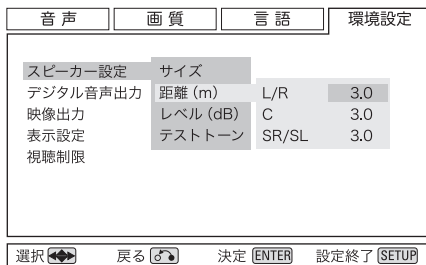 音声 画質 言語 環境設定
スピーカー設定 サイズ
デジタル音声出力 距離 (m) L/R 3.0
映像出力 レベル (dB) C 3.0
表示設定 テストトーン SR/SL 3.0
視聴制限
選択 戻る 決定 ENTER 設定終了 SETUP